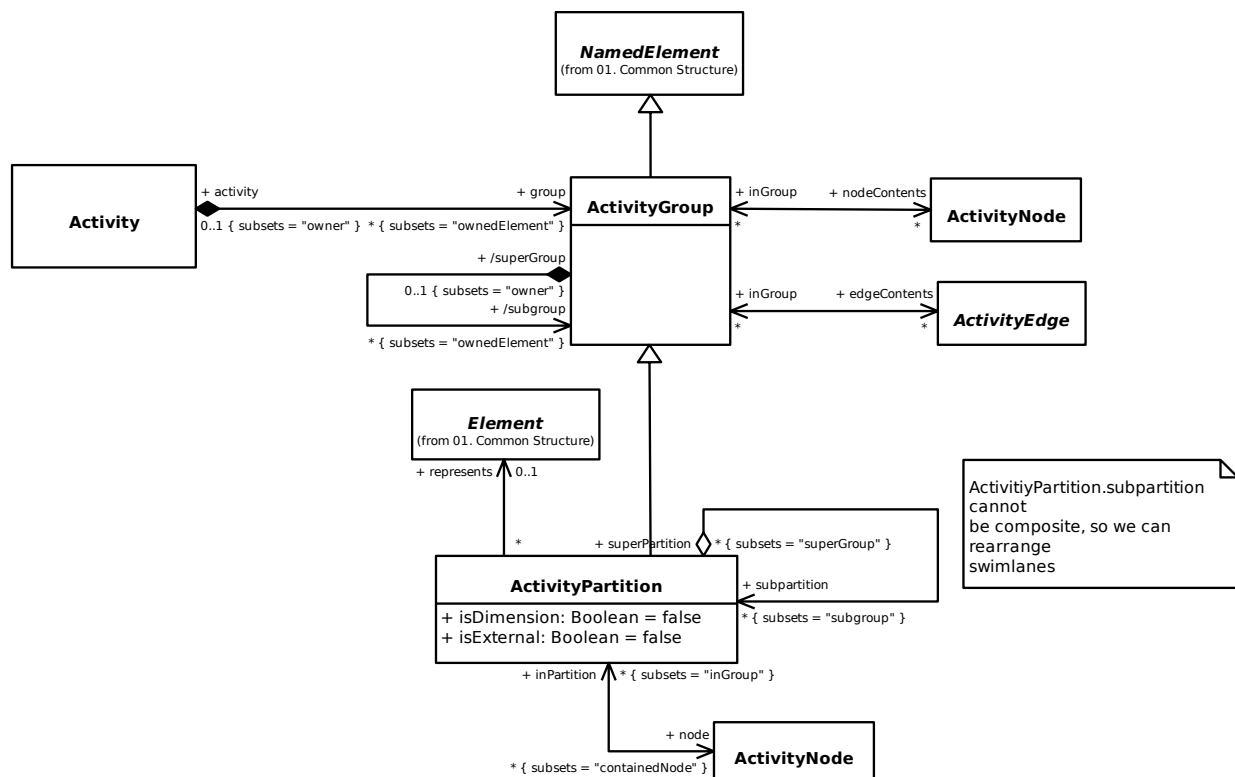 NamedElement
(from 01. Common Structure)
Activity
+ activity
+ group
0..1 { subsets = "owner" }
* { subsets = "ownedElement" }
ActivityGroup
+ inGroup
+ nodeContents
*
*
ActivityNode
+ /superGroup
0..1 { subsets = "owner" }
+ /subgroup
* { subsets = "ownedElement" }
+ inGroup
+ edgeContents
*
*
ActivityEdge
Element
(from 01. Common Structure)
+ represents
0..1
*
+ superPartition
* { subsets = "superGroup" }
ActivitiyPartition.subpartition
cannot
be composite, so we can
rearrange
swimlanes
ActivityPartition
+ isDimension: Boolean = false
+ isExternal: Boolean = false
+ subpartition
* { subsets = "subgroup" }
+ inPartition
* { subsets = "inGroup" }
+ node
* { subsets = "containedNode" }
ActivityNode